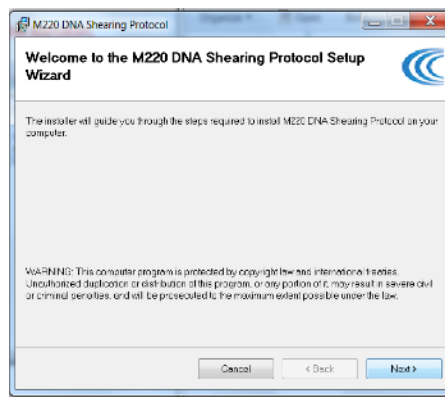 M220 DNA Shearing Protocol
Welcome to the M220 DNA Shearing Protocol Setup
Wizard
The installer will guide you through the steps required to install M220 DNA Shearing Protocol on your
computer.
WARNING: This computer program is protected by copyright law and international treaties.
Unauthorized duplication or distribution of this program, or any portion of it, may result in severe civil
or criminal penalties, and will be prosecuted to the maximum extent possible under the law.
Cancel < Back Next >